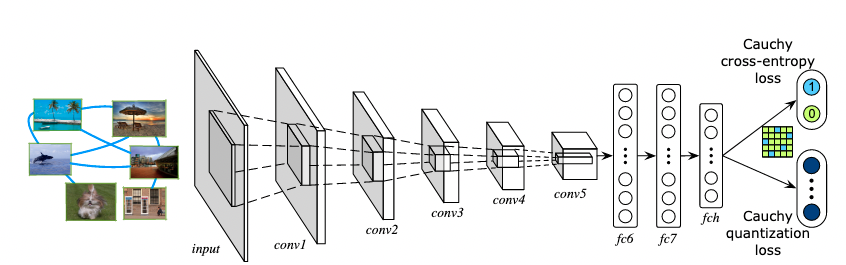 Cauchy
cross-entropy
loss
1
0
input
conv1
conv2
conv3
conv4
conv5
fc6
fc7
fch
Cauchy
quantization
loss